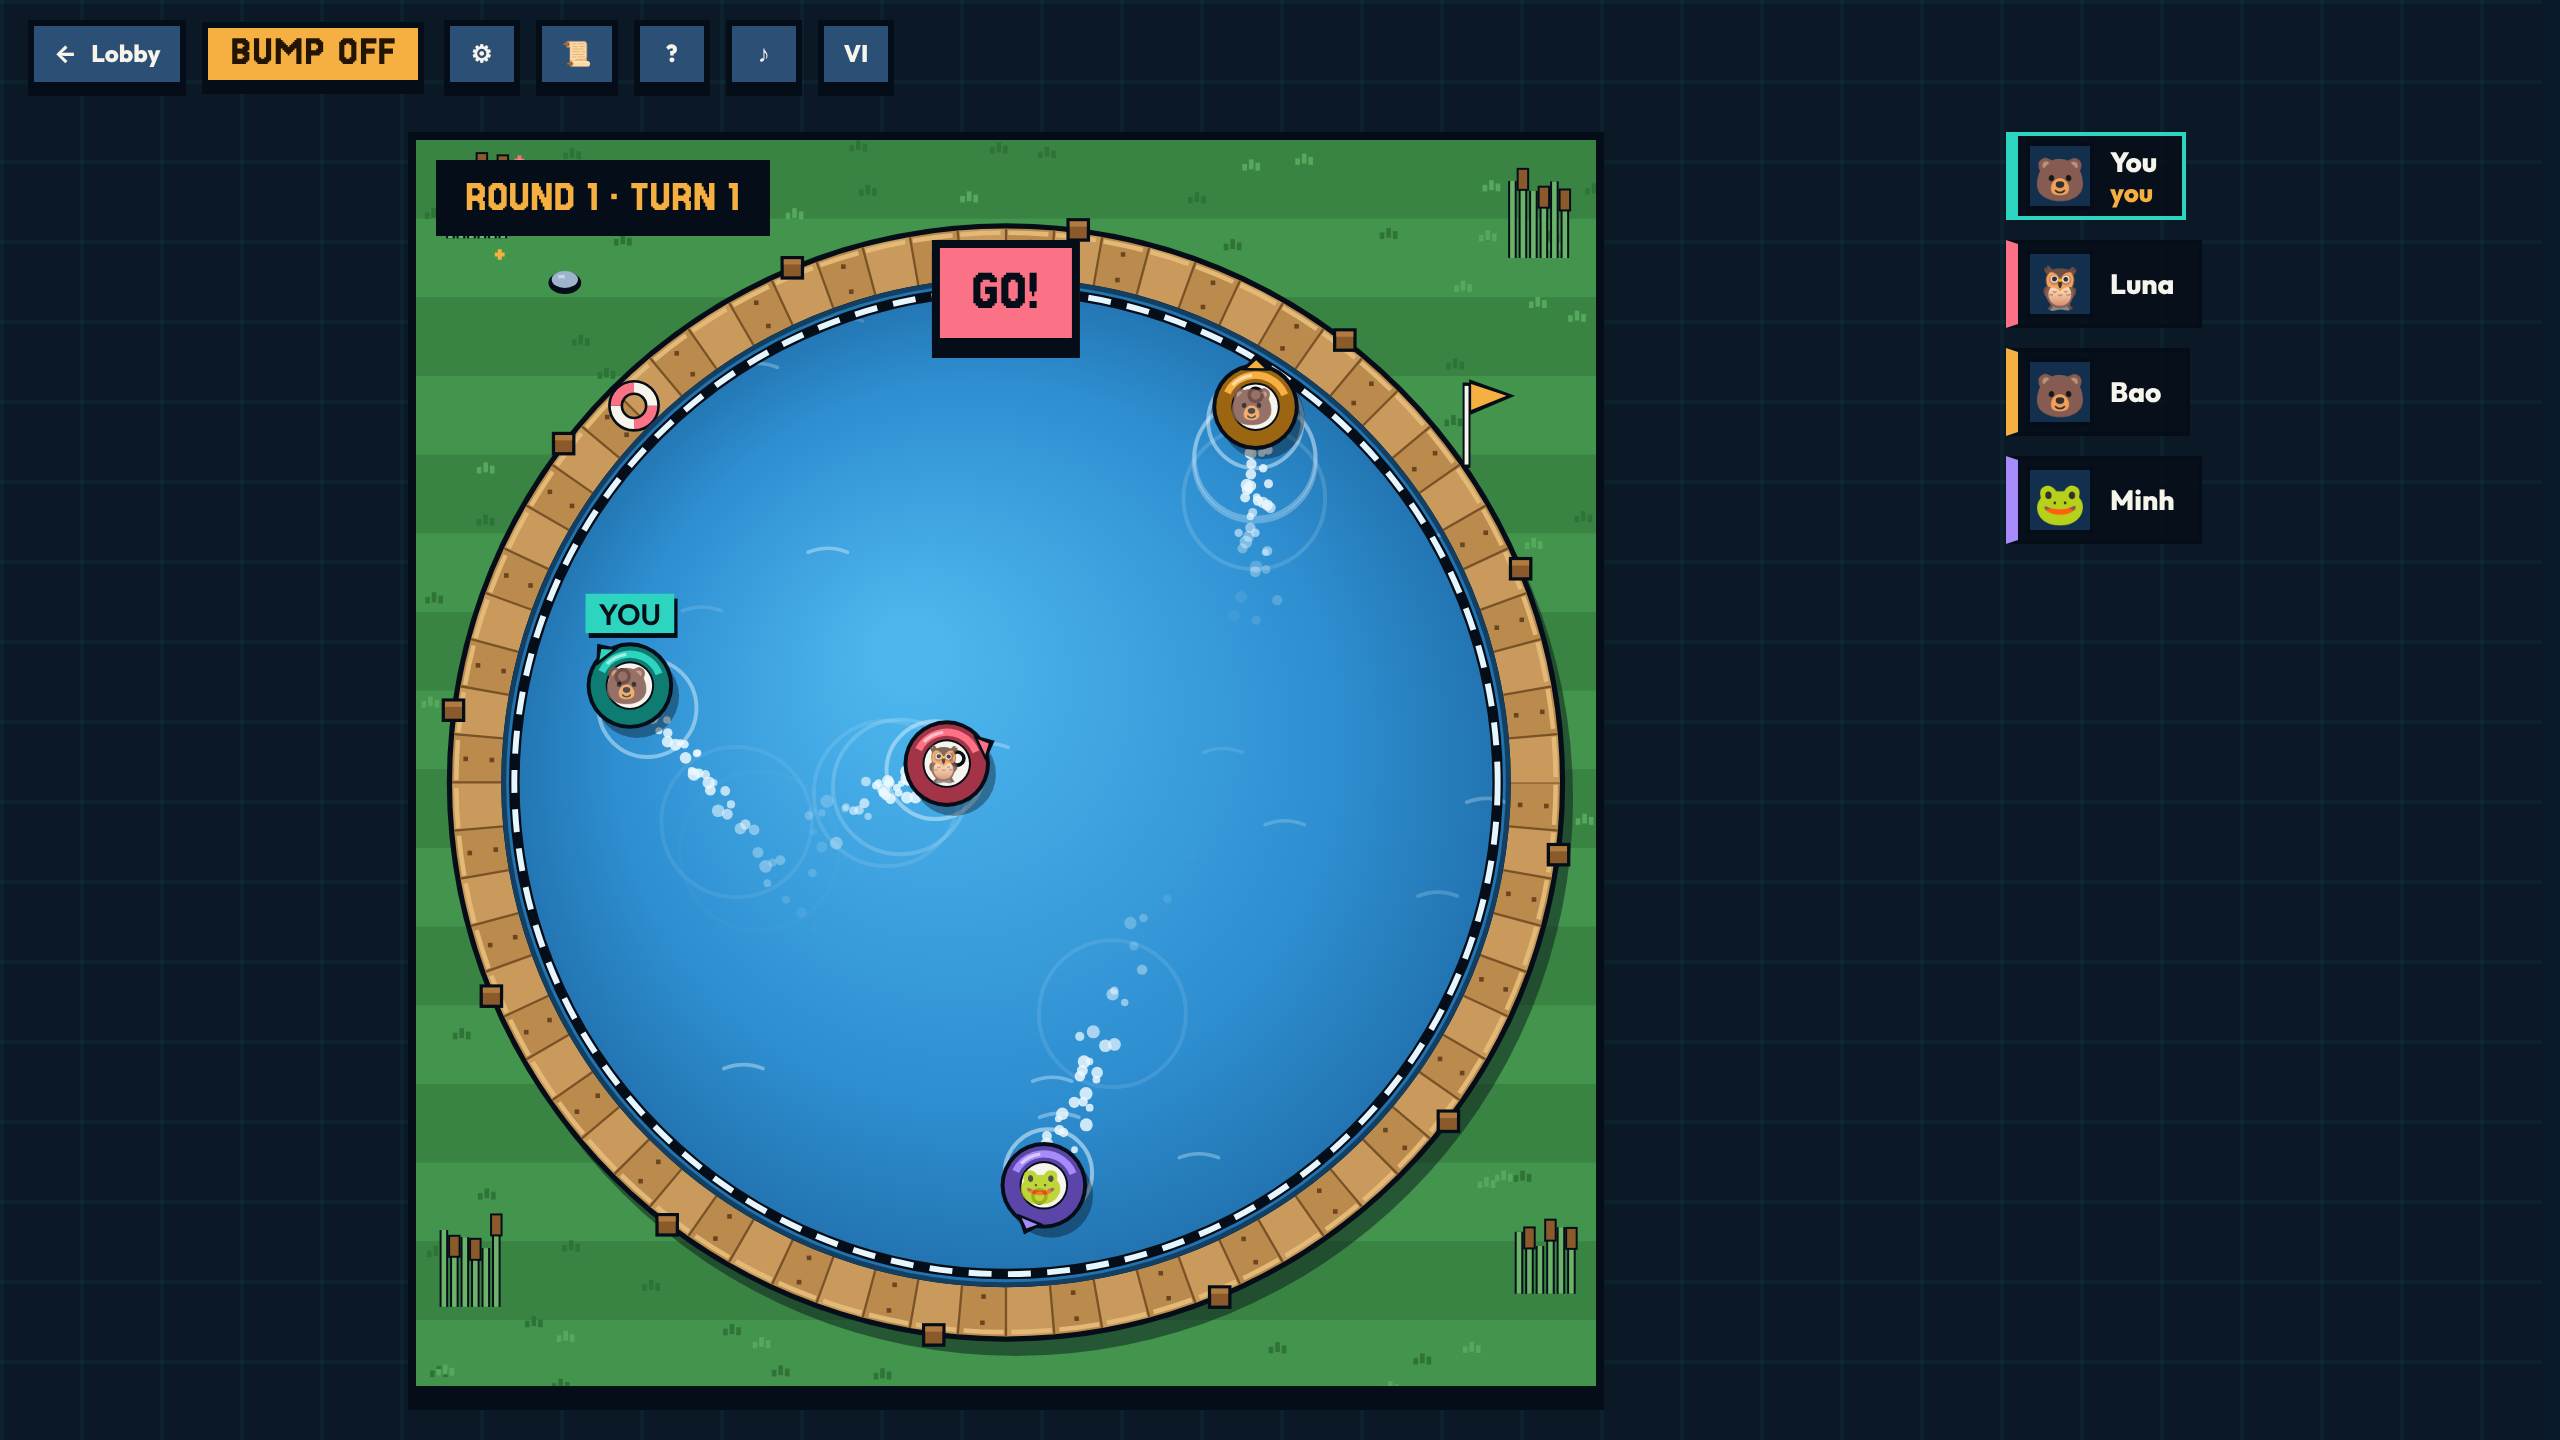 ← Lobby
BUMP OFF
?
♪
VI
ROUND 1 · TURN 1
GO!
YOU
You
you
Luna
Bao
Minh